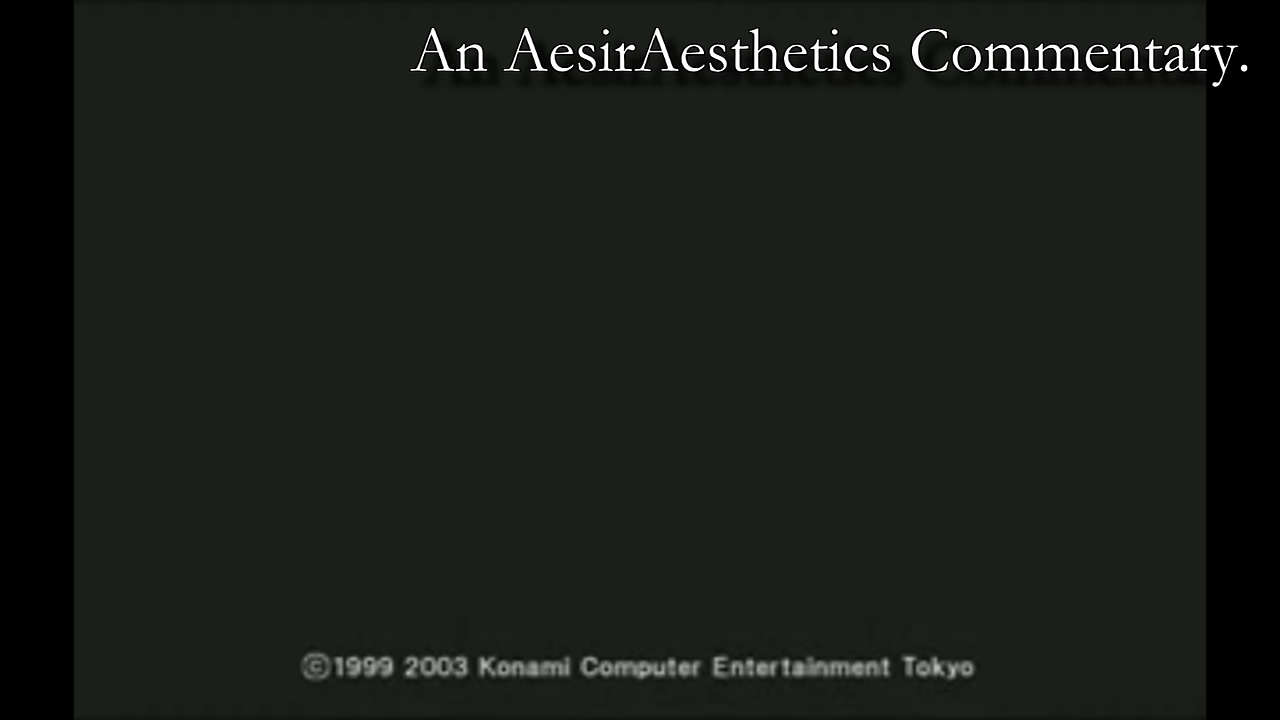 An AesirAesthetics Commentary.
©1999 2003 Konami Computer Entertainment Tokyo